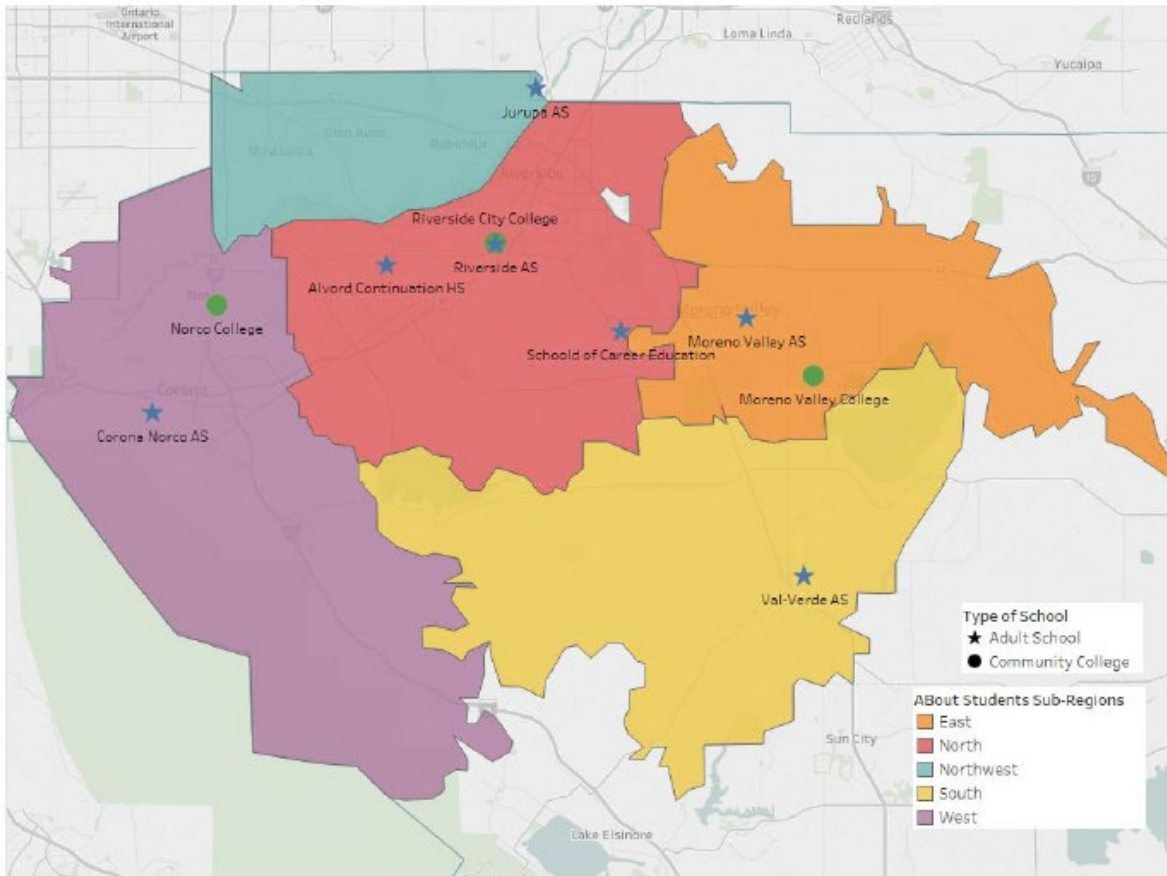 Ontario
International
Airport
Redlands
Loma Linda
Yucaipa
Jurupa AS
Glen Avon
Rubidoux
Mira Loma
Riverside
10
Riverside City College
Riverside AS
Alvord Continuation HS
Norco College
Moreno Valley
Moreno Valley AS
Schoold of Career Education
Moreno Valley College
Corona
Corona Norco AS
Val-Verde AS
Type of School
Adult School
Community College
ABout Students Sub-Regions
East
North
Northwest
South
West
Sun City
Lake Elsinore